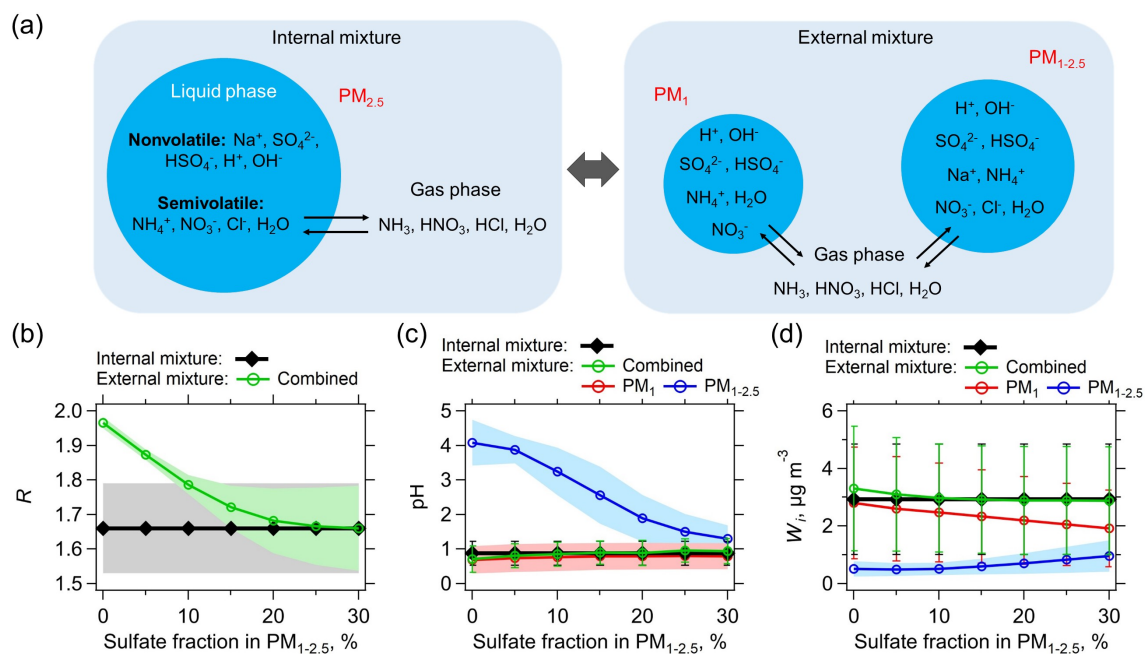 (a)
Internal mixture
Liquid phase
PM2.5
Nonvolatile: Na⁺, SO₄²⁻,
HSO₄⁻, H⁺, OH⁻
Semivolatile:
NH₄⁺, NO₃⁻, Cl⁻, H₂O
Gas phase
NH₃, HNO₃, HCl, H₂O
External mixture
PM₁
H⁺, OH⁻
SO₄²⁻, HSO₄⁻
NH₄⁺, H₂O
NO₃⁻
PM₁₋₂.₅
H⁺, OH⁻
SO₄²⁻, HSO₄⁻
Na⁺, NH₄⁺
NO₃⁻, Cl⁻, H₂O
Gas phase
NH₃, HNO₃, HCl, H₂O
(b)
Internal mixture:
External mixture: Combined
2.0
1.9
1.8
1.7
1.6
1.5
R
0 10 20 30
Sulfate fraction in PM₁₋₂.₅, %
(c)
Internal mixture:
External mixture: Combined
PM₁ PM₁₋₂.₅
5
4
3
2
1
0
pH
0 10 20 30
Sulfate fraction in PM₁₋₂.₅, %
(d)
Internal mixture:
External mixture: Combined
PM₁ PM₁₋₂.₅
6
4
2
0
Wᵢ, µg m⁻³
0 10 20 30
Sulfate fraction in PM₁₋₂.₅, %